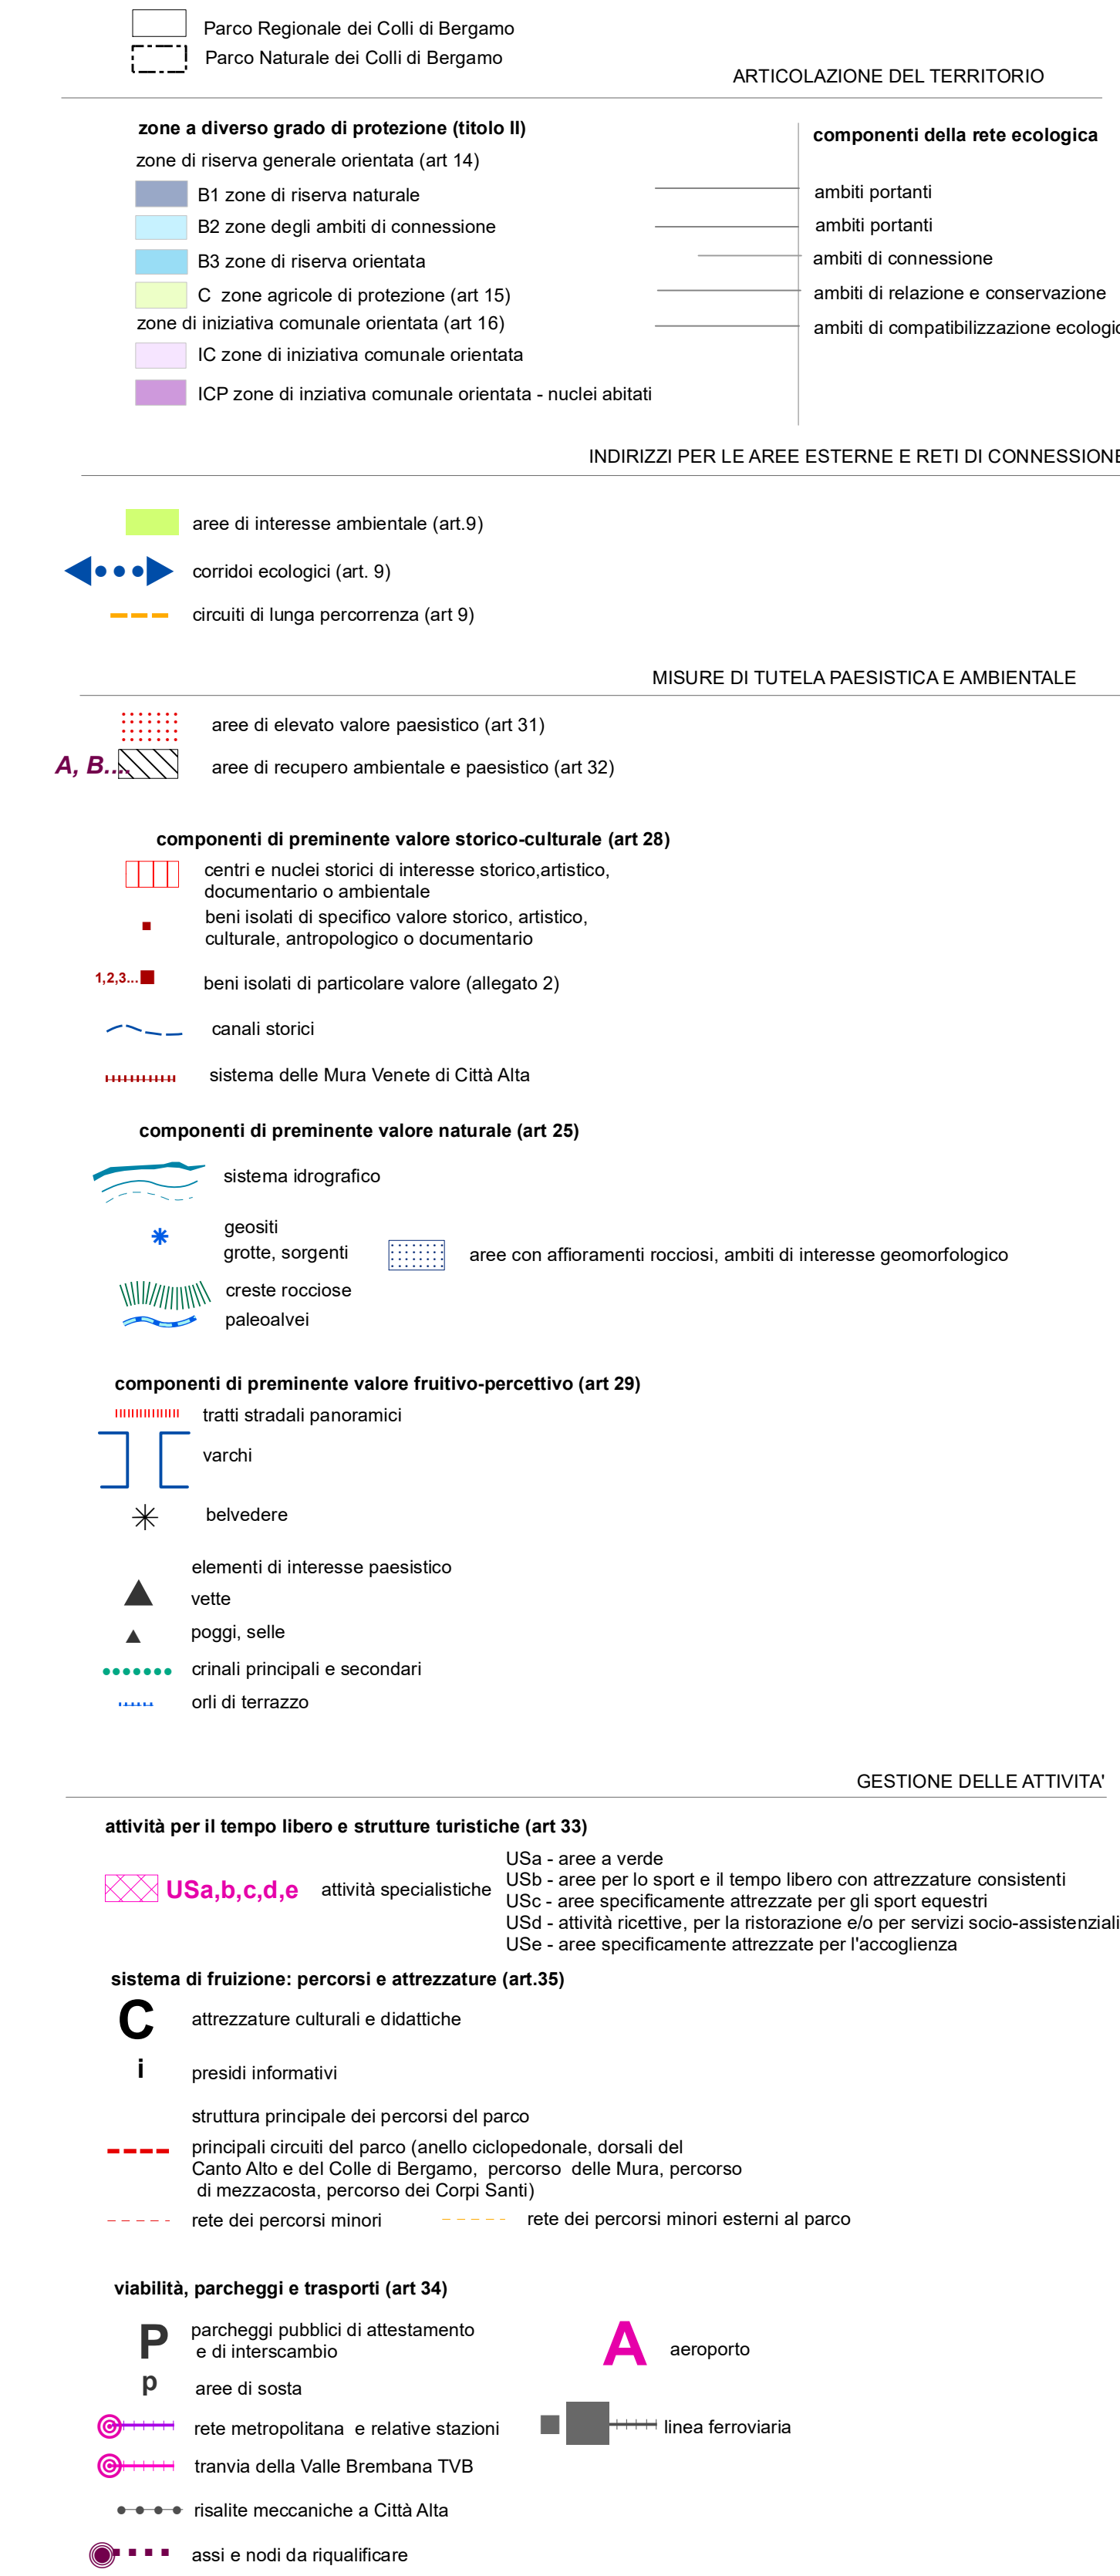 Parco Regionale dei Colli di Bergamo
Parco Naturale dei Colli di Bergamo
ARTICOLAZIONE DEL TERRITORIO
zone a diverso grado di protezione (titolo II)
componenti della rete ecologica
zone di riserva generale orientata (art 14)
B1 zone di riserva naturale
ambiti portanti
B2 zone degli ambiti di connessione
ambiti portanti
B3 zone di riserva orientata
ambiti di connessione
C zone agricole di protezione (art 15)
ambiti di relazione e conservazione
zone di iniziativa comunale orientata (art 16)
ambiti di compatibilizzazione ecologic
IC zone di iniziativa comunale orientata
ICP zone di inziativa comunale orientata - nuclei abitati
INDIRIZZI PER LE AREE ESTERNE E RETI DI CONNESSIONE
aree di interesse ambientale (art.9)
corridoi ecologici (art. 9)
circuiti di lunga percorrenza (art 9)
MISURE DI TUTELA PAESISTICA E AMBIENTALE
aree di elevato valore paesistico (art 31)
A, B.... aree di recupero ambientale e paesistico (art 32)
componenti di preminente valore storico-culturale (art 28)
centri e nuclei storici di interesse storico,artistico,
documentario o ambientale
beni isolati di specifico valore storico, artistico,
culturale, antropologico o documentario
1,2,3... beni isolati di particolare valore (allegato 2)
canali storici
sistema delle Mura Venete di Città Alta
componenti di preminente valore naturale (art 25)
sistema idrografico
geositi
grotte, sorgenti
aree con affioramenti rocciosi, ambiti di interesse geomorfologico
creste rocciose
paleoalvei
componenti di preminente valore fruitivo-percettivo (art 29)
tratti stradali panoramici
varchi
belvedere
elementi di interesse paesistico
vette
poggi, selle
crinali principali e secondari
orli di terrazzo
GESTIONE DELLE ATTIVITA'
attività per il tempo libero e strutture turistiche (art 33)
USa,b,c,d,e attività specialistiche
USa - aree a verde
USb - aree per lo sport e il tempo libero con attrezzature consistenti
USc - aree specificamente attrezzate per gli sport equestri
USd - attività ricettive, per la ristorazione e/o per servizi socio-assistenziali
USe - aree specificamente attrezzate per l'accoglienza
sistema di fruizione: percorsi e attrezzature (art.35)
C attrezzature culturali e didattiche
i presidi informativi
struttura principale dei percorsi del parco
principali circuiti del parco (anello ciclopedonale, dorsali del
Canto Alto e del Colle di Bergamo, percorso delle Mura, percorso
di mezzacosta, percorso dei Corpi Santi)
rete dei percorsi minori
rete dei percorsi minori esterni al parco
viabilità, parcheggi e trasporti (art 34)
P parcheggi pubblici di attestamento
e di interscambio
A aeroporto
p aree di sosta
rete metropolitana e relative stazioni
linea ferroviaria
tranvia della Valle Brembana TVB
risalite meccaniche a Città Alta
assi e nodi da riqualificare